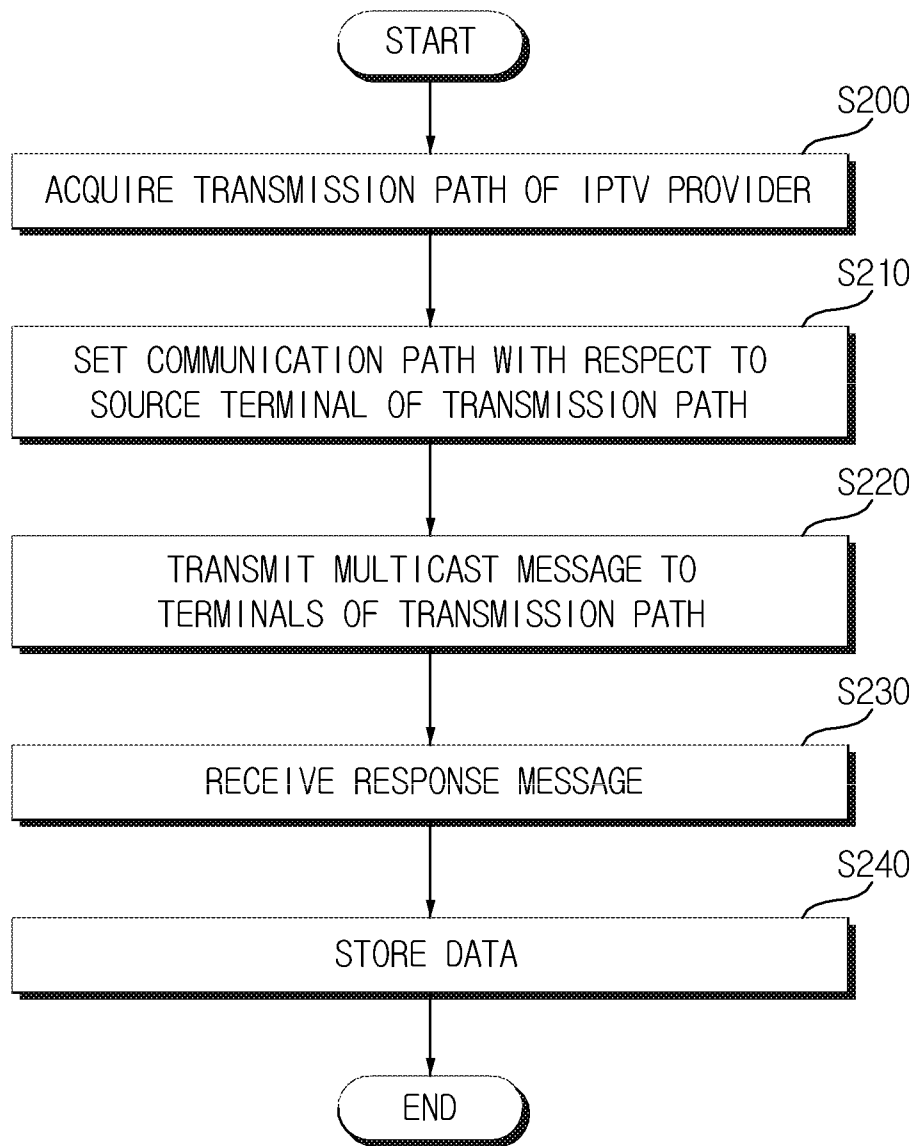 START
S200
ACQUIRE TRANSMISSION PATH OF IPTV PROVIDER
S210
SET COMMUNICATION PATH WITH RESPECT TO
SOURCE TERMINAL OF TRANSMISSION PATH
S220
TRANSMIT MULTICAST MESSAGE TO
TERMINALS OF TRANSMISSION PATH
S230
RECEIVE RESPONSE MESSAGE
S240
STORE DATA
END